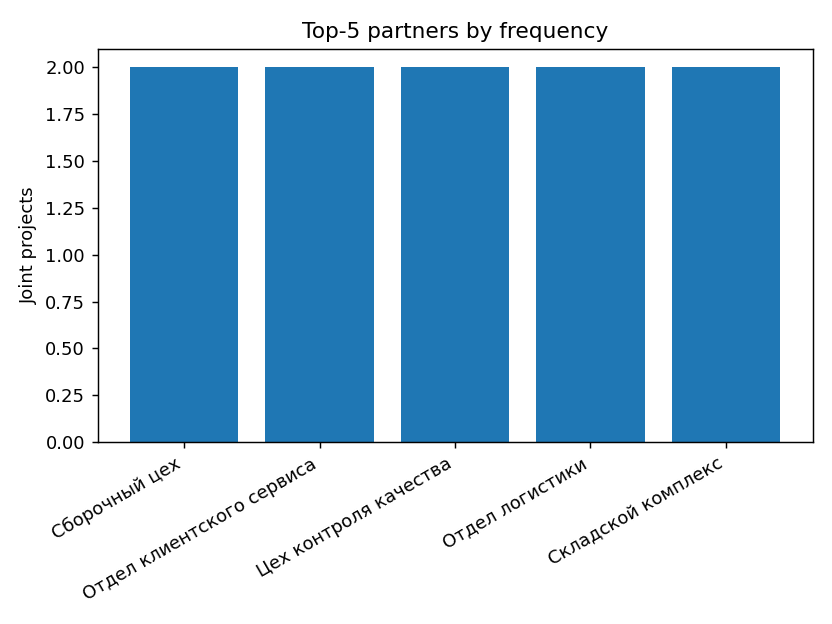 Top-5 partners by frequency
Joint projects
2.00
1.75
1.50
1.25
1.00
0.75
0.50
0.25
0.00
Сборочный цех
Отдел клиентского сервиса
Цех контроля качества
Отдел логистики
Складской комплекс